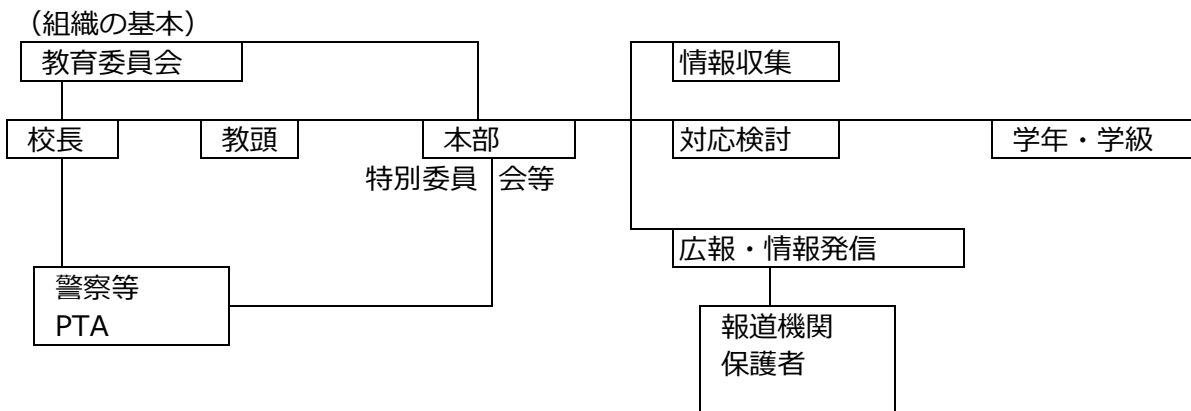 (組織の基本)
教育委員会
情報収集
校長
教頭
本部
対応検討
学年・学級
特別委員会等
広報・情報発信
警察等
PTA
報道機関
保護者